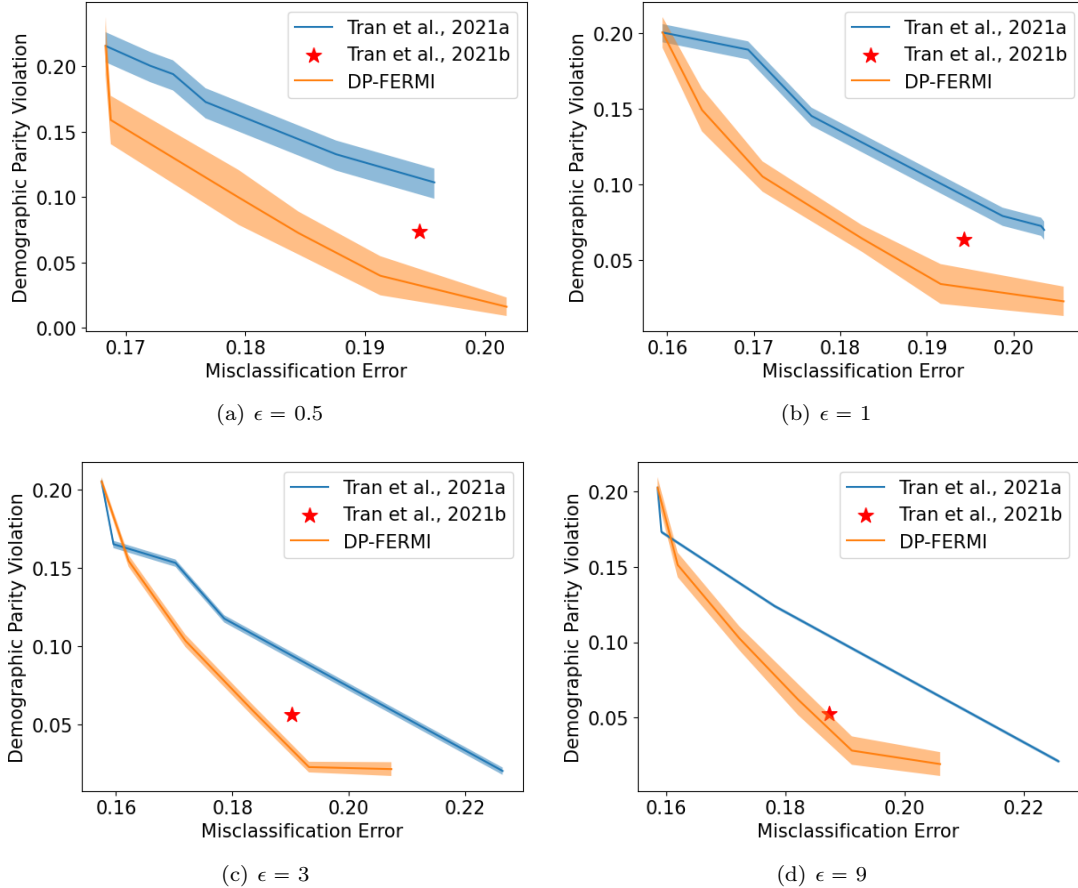 Demographic Parity Violation
0.20
0.15
0.10
0.05
0.00
Tran et al., 2021a
Tran et al., 2021b
DP-FERMI
0.17
0.18
0.19
0.20
Misclassification Error
(a) ϵ = 0.5
Demographic Parity Violation
0.20
0.15
0.10
0.05
Tran et al., 2021a
Tran et al., 2021b
DP-FERMI
0.16
0.17
0.18
0.19
0.20
Misclassification Error
(b) ϵ = 1
Demographic Parity Violation
0.20
0.15
0.10
0.05
Tran et al., 2021a
Tran et al., 2021b
DP-FERMI
0.16
0.18
0.20
0.22
Misclassification Error
(c) ϵ = 3
Demographic Parity Violation
0.20
0.15
0.10
0.05
Tran et al., 2021a
Tran et al., 2021b
DP-FERMI
0.16
0.18
0.20
0.22
Misclassification Error
(d) ϵ = 9